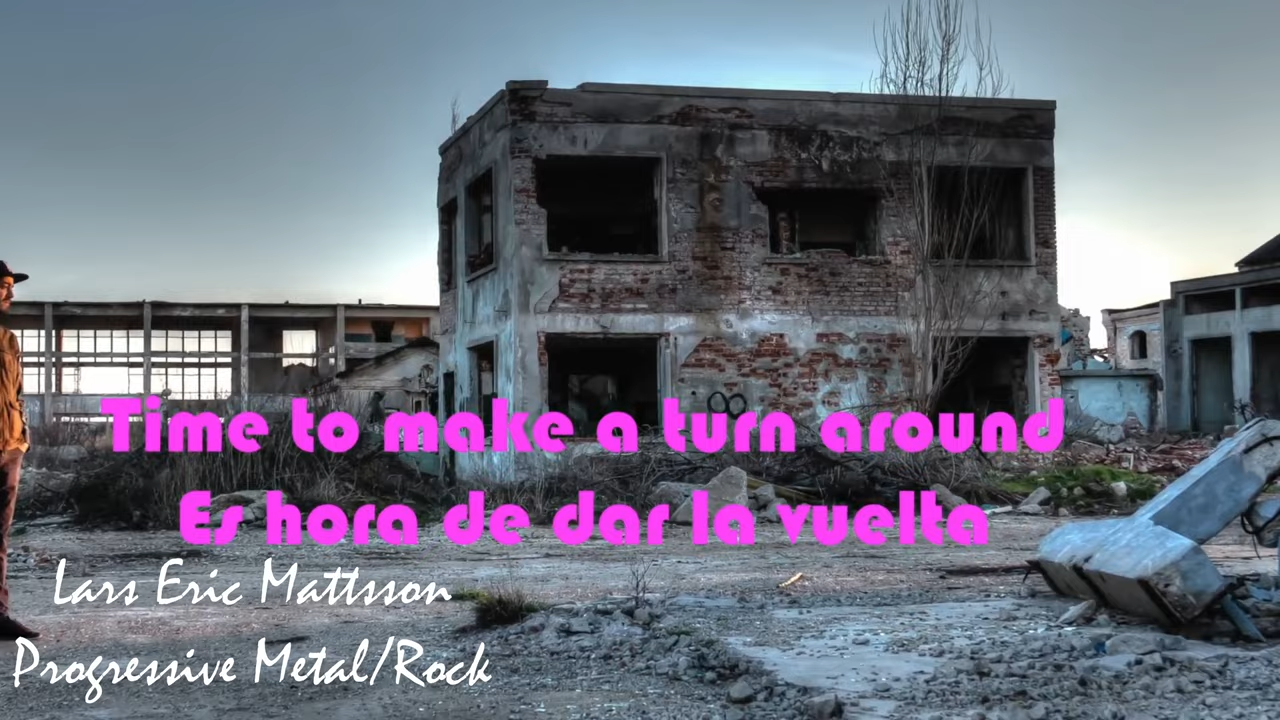 Time to make a turn around
Es hora de dar la vuelta
Lars Eric Mattsson
Progressive Metal/Rock